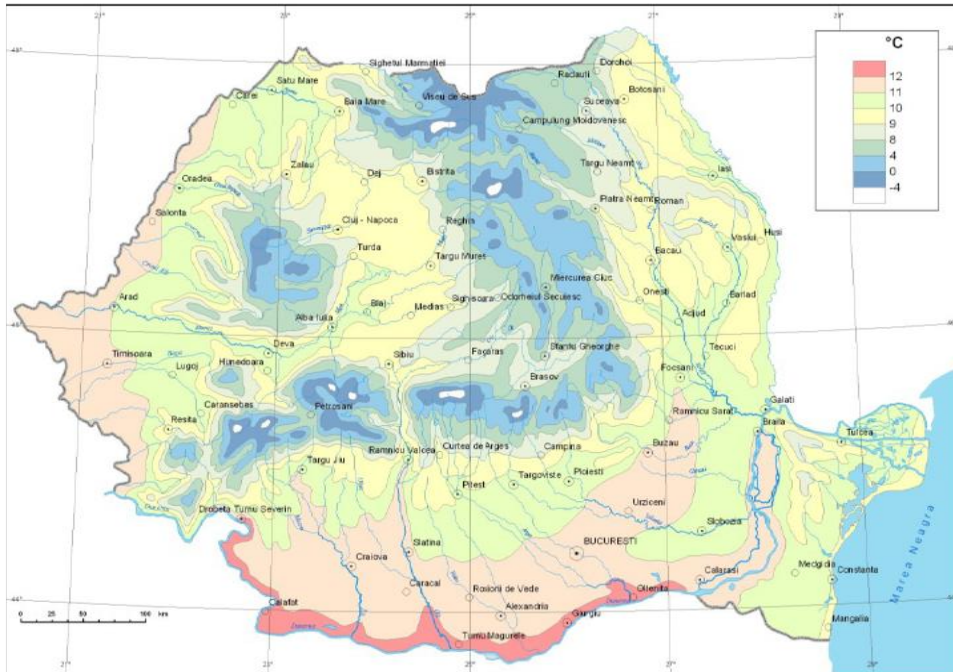 °C
12
11
10
9
8
4
0
-4
Sighetul Marmatiei
Dorohoi
Satu Mare
Radauti
Botosani
Baia Mare
Viseu de Sus
Suceava
Campulung Moldovenesc
Zalau
Dej
Bistrita
Targu Neamt
Iasi
Oradea
Salonta
Cluj - Napoca
Reghin
Piatra Neamt
Roman
Turda
Targu Mures
Bacau
Vaslui
Husi
Miercurea Ciuc
Arad
Blaj
Medias
Sighisoara
Odorheiul Secuiesc
Onesti
Barlad
Alba Iulia
Adjud
Timisoara
Deva
Sibiu
Fagaras
Sfantu Gheorghe
Tecuci
Lugoj
Hunedoara
Brasov
Focsani
Caransebes
Petrosani
Galati
Resita
Ramnicu Sarat
Braila
Tulcea
Ramnicu Valcea
Curtea de Arges
Campina
Buzau
Targu Jiu
Targoviste
Ploiesti
Pitest
Urziceni
Drobeta Turnu Severin
Slobozia
BUCURESTI
Slatina
Craiova
Calarasi
Medgidia
Constanta
Caracal
Rosiorii de Vede
Oltenita
Calafat
Alexandria
Giurgiu
Mangalia
Turnu Magurele
Marea Neagra
0 25 50 100 km